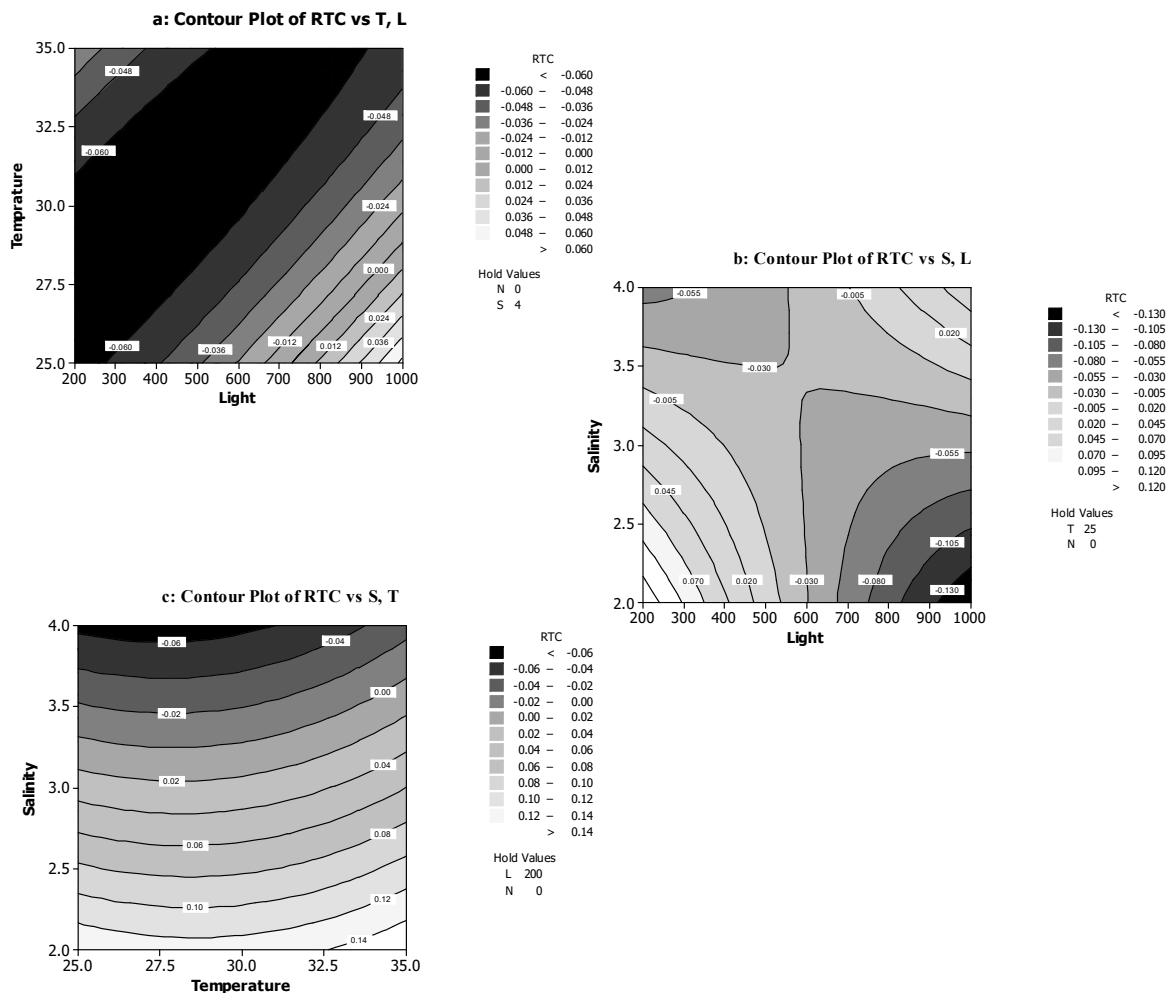 a: Contour Plot of RTC vs T, L
35.0
32.5
30.0
27.5
25.0
Temprature
-0.048
-0.060
-0.048
-0.024
0.000
0.024
-0.060
-0.036
-0.012
0.012
0.036
200 300 400 500 600 700 800 900 1000
Light
RTC
< -0.060
-0.060 – -0.048
-0.048 – -0.036
-0.036 – -0.024
-0.024 – -0.012
-0.012 – 0.000
0.000 – 0.012
0.012 – 0.024
0.024 – 0.036
0.036 – 0.048
0.048 – 0.060
> 0.060
Hold Values
N 0
S 4
b: Contour Plot of RTC vs S, L
4.0
3.5
3.0
2.5
2.0
Salinity
-0.055
-0.005
0.020
-0.030
-0.005
-0.055
0.045
-0.105
0.070
0.020
-0.030
-0.080
-0.130
200 300 400 500 600 700 800 900 1000
Light
RTC
< -0.130
-0.130 – -0.105
-0.105 – -0.080
-0.080 – -0.055
-0.055 – -0.030
-0.030 – -0.005
-0.005 – 0.020
0.020 – 0.045
0.045 – 0.070
0.070 – 0.095
0.095 – 0.120
> 0.120
Hold Values
T 25
N 0
c: Contour Plot of RTC vs S, T
4.0
3.5
3.0
2.5
2.0
Salinity
-0.06
-0.04
0.00
-0.02
0.04
0.02
0.08
0.06
0.12
0.10
0.14
25.0 27.5 30.0 32.5 35.0
Temperature
RTC
< -0.06
-0.06 – -0.04
-0.04 – -0.02
-0.02 – 0.00
0.00 – 0.02
0.02 – 0.04
0.04 – 0.06
0.06 – 0.08
0.08 – 0.10
0.10 – 0.12
0.12 – 0.14
> 0.14
Hold Values
L 200
N 0